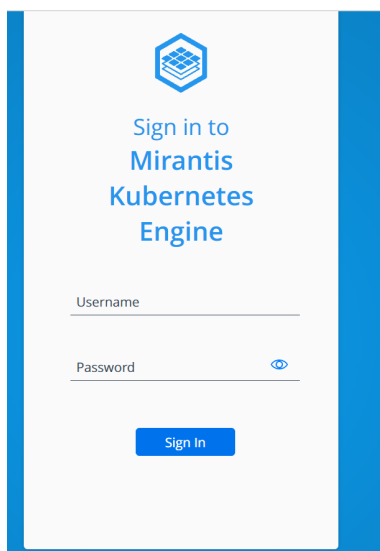 Sign in to
Mirantis
Kubernetes
Engine
Username
Password
Sign In